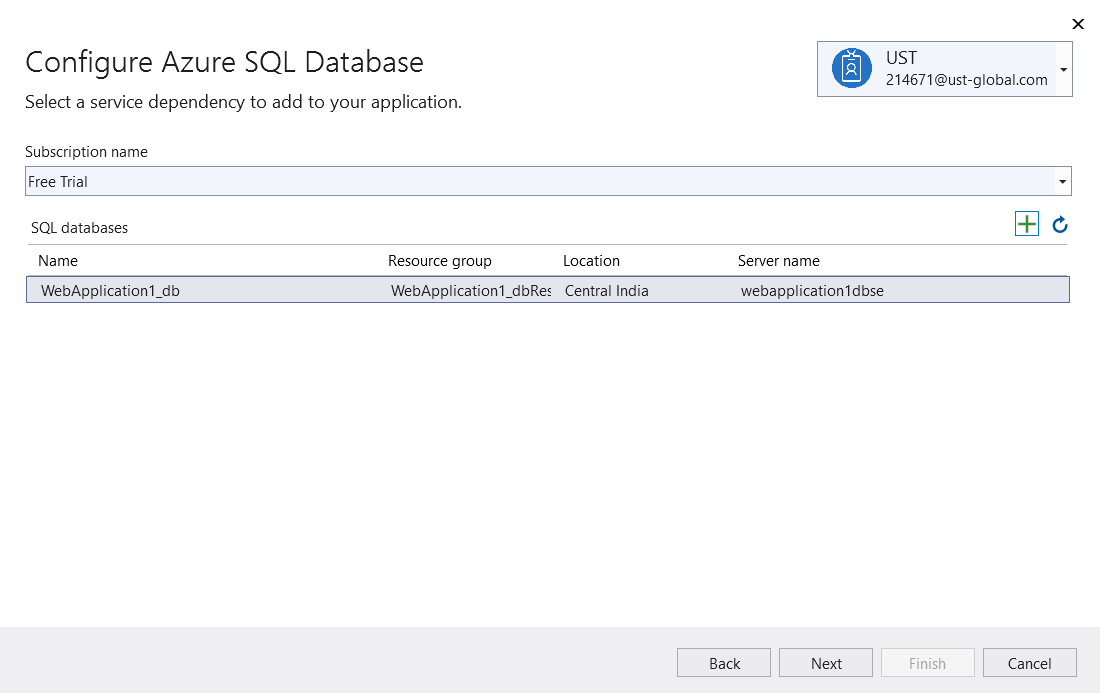 Configure Azure SQL Database
Select a service dependency to add to your application.
UST
214671@ust-global.com
Subscription name
Free Trial
SQL databases
Name Resource group Location Server name
WebApplication1_db WebApplication1_dbRes Central India webapplication1dbse
Back Next Finish Cancel